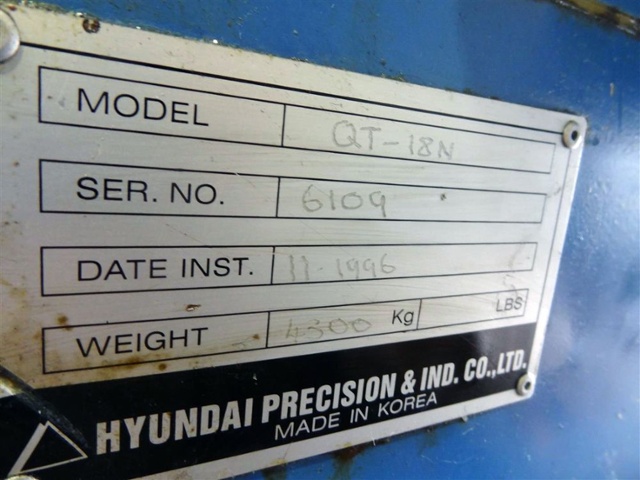 MODEL QT-18N
SER. NO. 6109
DATE INST. 11-1996
WEIGHT 4300 Kg LBS
HYUNDAI PRECISION & IND. CO.,LTD.
MADE IN KOREA